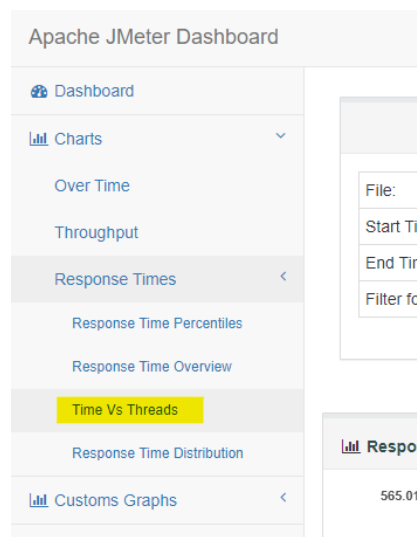 Apache JMeter Dashboard
Dashboard
Charts
Over Time
Throughput
Response Times
Response Time Percentiles
Response Time Overview
Time Vs Threads
Response Time Distribution
Customs Graphs
File:
Start Ti
End Tir
Filter fo
Respo
565.01